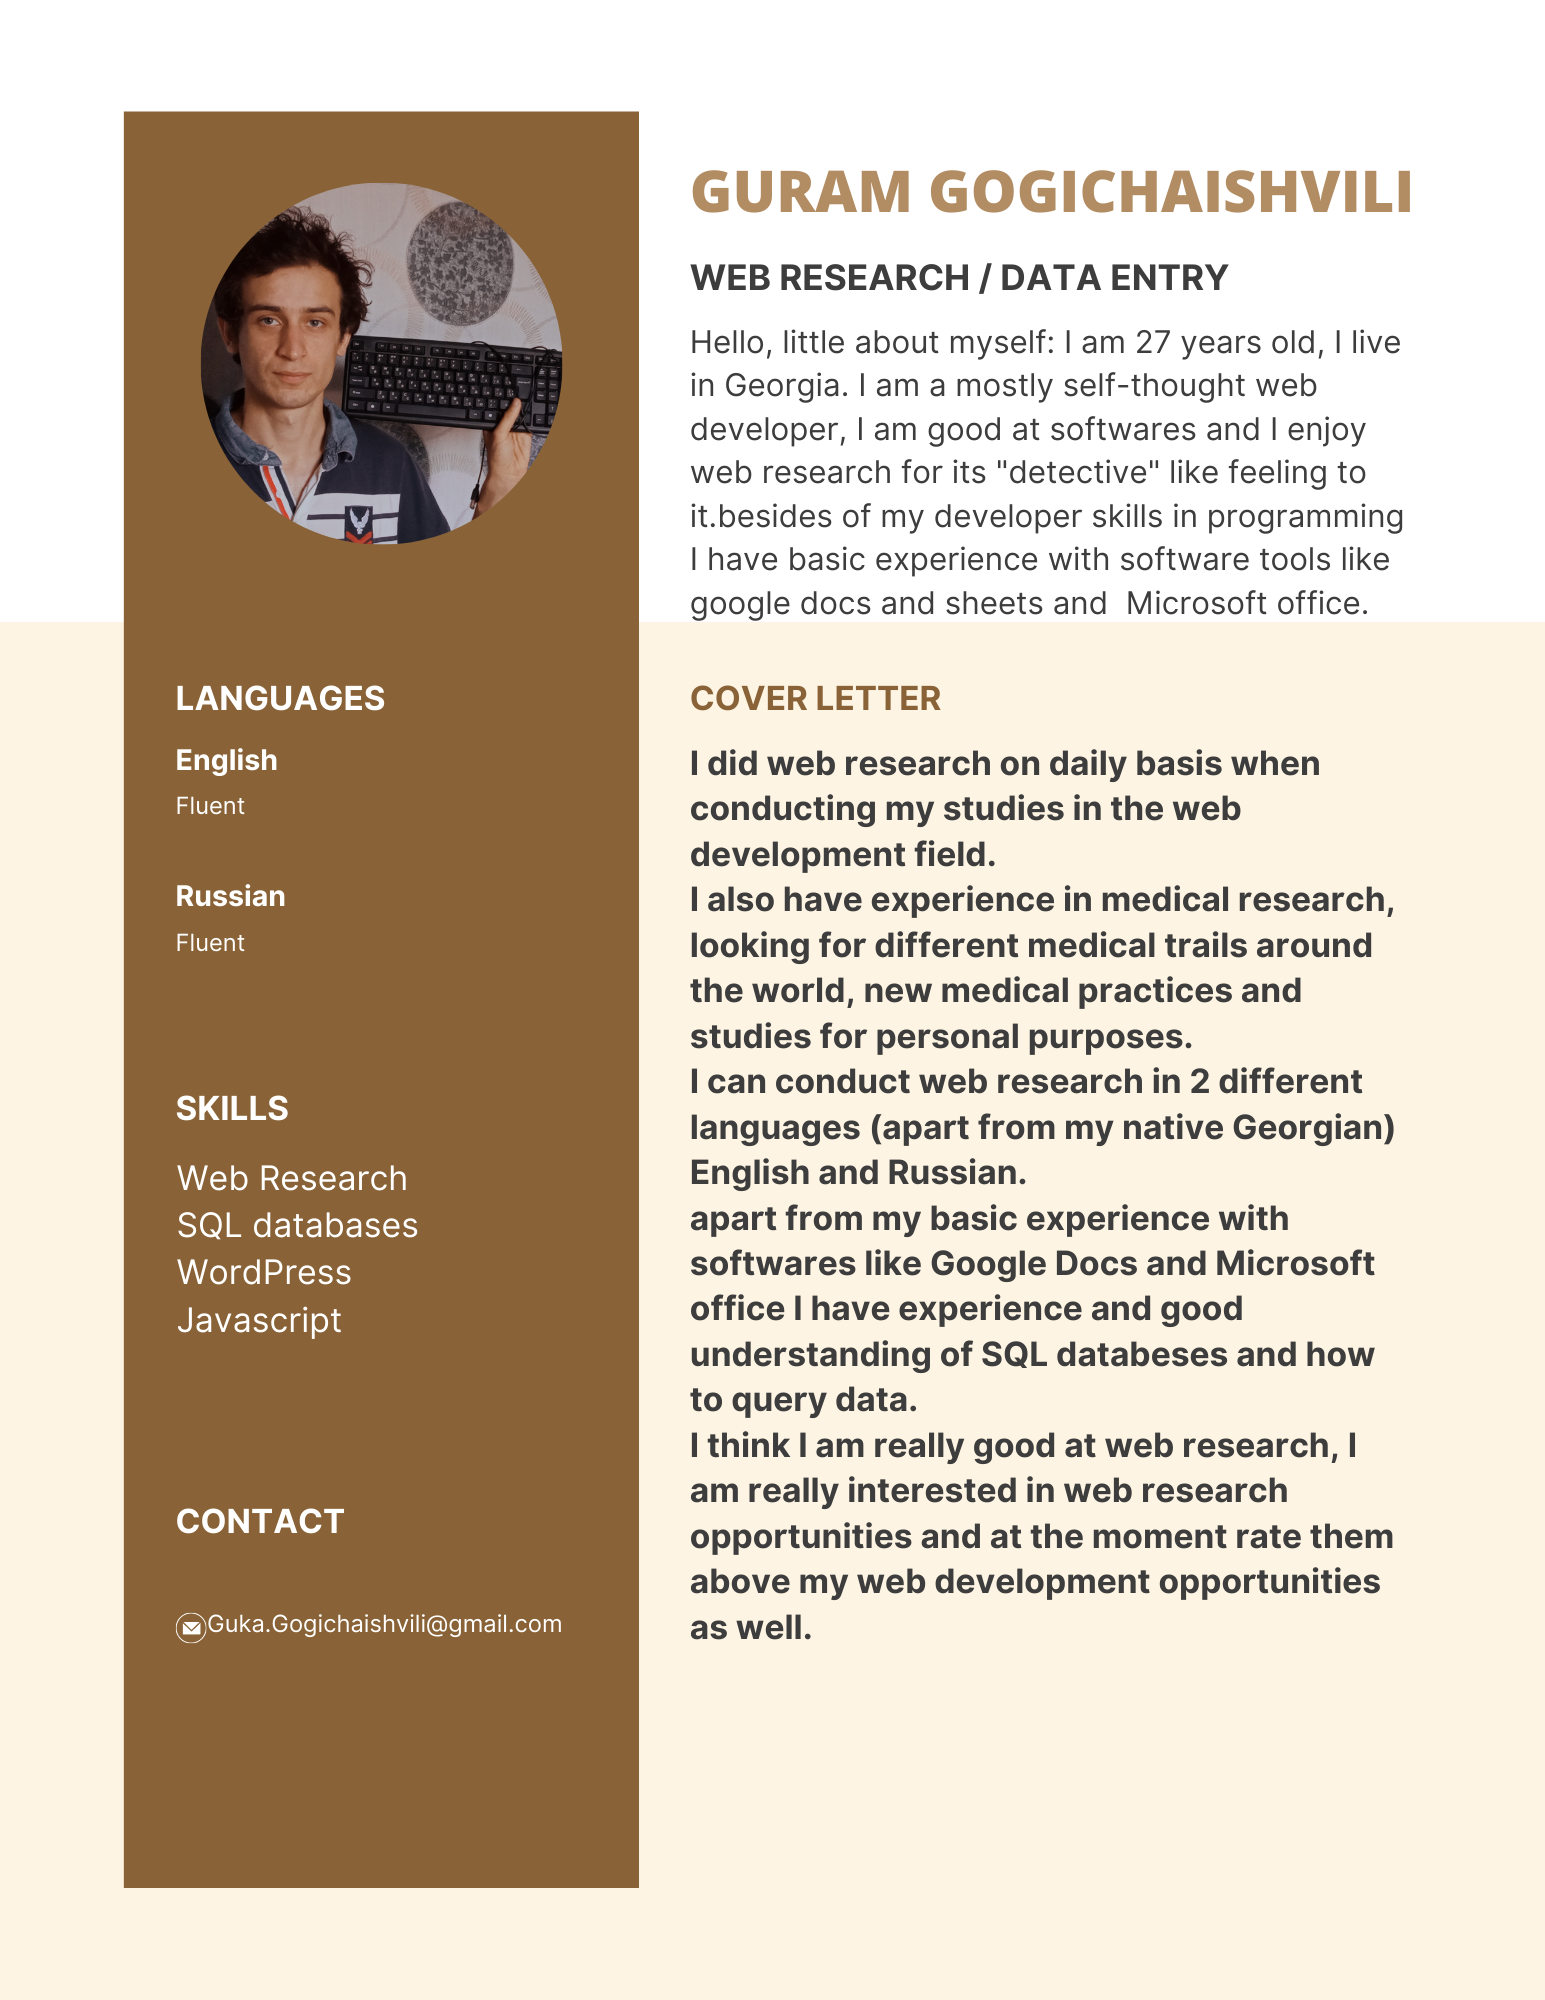 GURAM GOGICHAISHVILI
WEB RESEARCH / DATA ENTRY
Hello, little about myself: I am 27 years old, I live
in Georgia. I am a mostly self-thought web
developer, I am good at softwares and I enjoy
web research for its "detective" like feeling to
it.besides of my developer skills in programming
I have basic experience with software tools like
google docs and sheets and  Microsoft office.
LANGUAGES
English
Fluent
Russian
Fluent
SKILLS
Web Research
SQL databases
WordPress
Javascript
CONTACT
Guka.Gogichaishvili@gmail.com
COVER LETTER
I did web research on daily basis when
conducting my studies in the web
development field.
I also have experience in medical research,
looking for different medical trails around
the world, new medical practices and
studies for personal purposes.
I can conduct web research in 2 different
languages (apart from my native Georgian)
English and Russian.
apart from my basic experience with
softwares like Google Docs and Microsoft
office I have experience and good
understanding of SQL databeses and how
to query data.
I think I am really good at web research, I
am really interested in web research
opportunities and at the moment rate them
above my web development opportunities
as well.